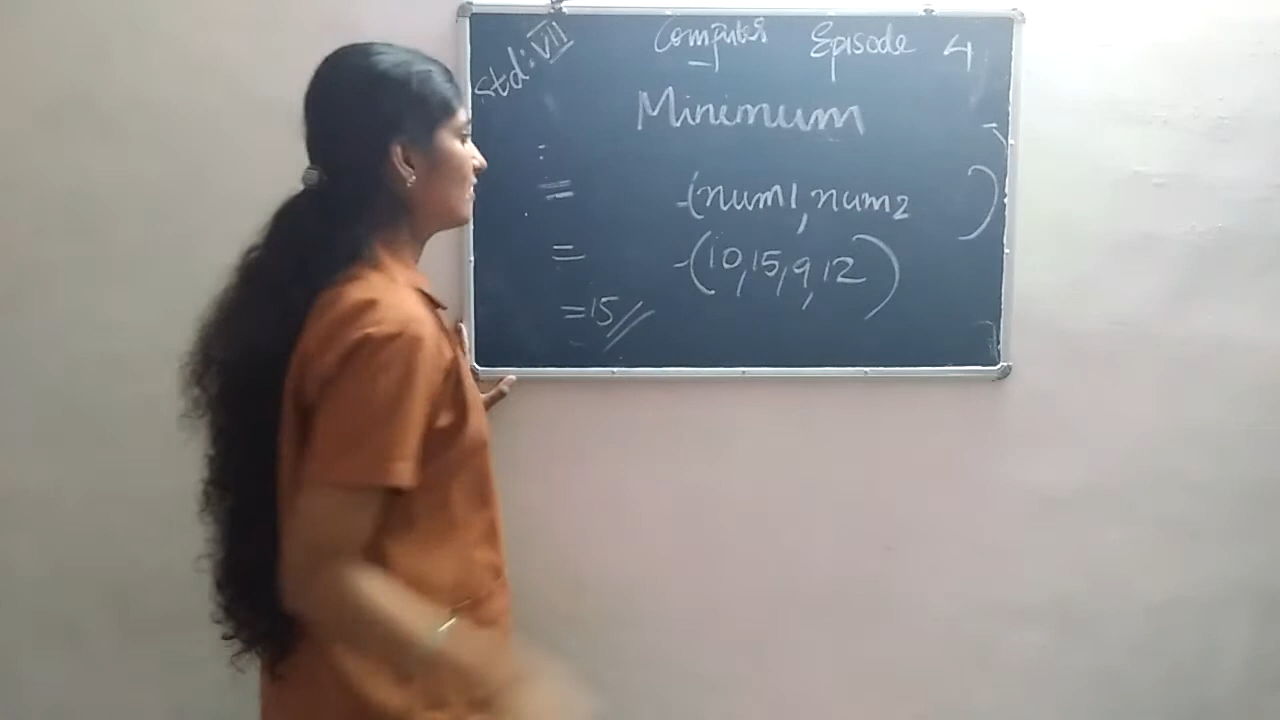 Std: VII Computer Episode 4
Minimum
= (num1, num2 )
= (10, 15, 9, 12)
= 15//